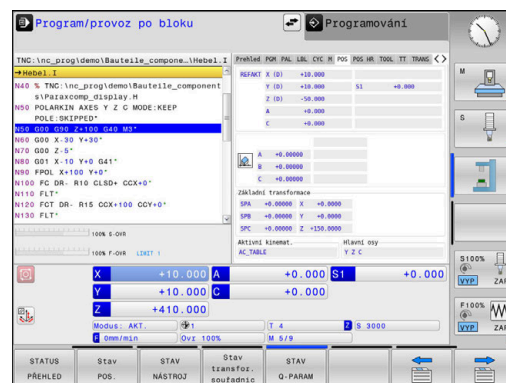 Program/provoz po bloku
Programování
TNC:\nc_prog\demo\Bauteile_compone…\Hebel.I
→Hebel.I
N40 % TNC:\nc_prog\demo\Bauteile_component
s\Paraxcomp_display.H
N50 POLARKIN AXES Y Z C MODE:KEEP
POLE:SKIPPED*
N50 G00 G90 Z+100 G40 M3*
N60 G00 X-30 Y+30*
N70 G00 Z-5*
N80 G01 X-10 Y+0 G41*
N90 FPOL X+100 Y+0*
N100 FC DR- R10 CLSD+ CCX+0*
N110 FLT*
N120 FCT DR- R15 CCX+100 CCY+0*
N130 FLT*
100% S-OVR
100% F-OVR LIMIT 1
Přehled PGM PAL LBL CYC M POS POS HR TOOL TT TRANS
REFAKT X (D) +10.000
Y (D) +10.000 S1 +0.000
Z (D) -50.000
A +0.000
C +0.000
A +0.00000
B +0.00000
C +0.00000
Základní transformace
SPA +0.00000 X +0.0000
SPB +0.00000 Y +0.0000
SPC +0.00000 Z +150.0000
Aktivní kinemat. Hlavní osy
AC_TABLE Y Z C
X +10.000 A +0.000 S1 +0.000
Y +10.000 C +0.000
Z +410.000
Modus: AKT. 1 T 4 Z S 3000
F 0mm/min Ovr 100% M 5/9
M
S
S100%
VYP ZAP
F100%
VYP ZAP
STATUS PŘEHLED
Stav POS.
STAV NÁSTROJ
Stav transfor. souřadnic
STAV Q-PARAM